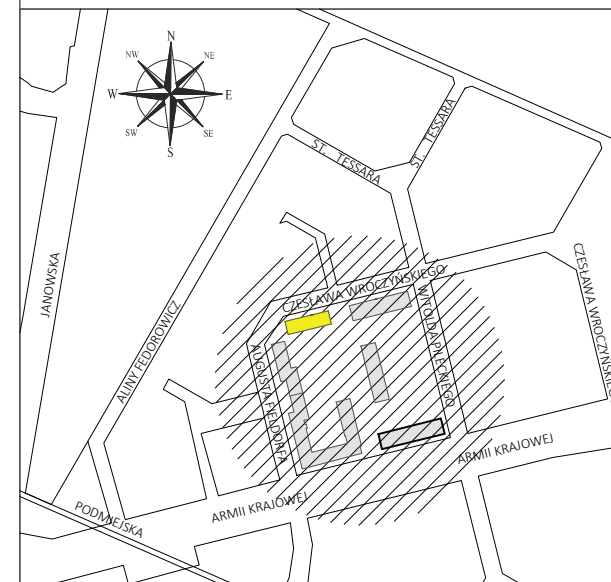 N
NW
NE
W
E
SW
SE
S
ST. TESSARA
ST. TESSARA
JANOWSKA
ALINY FEDOROWICZ
CZESŁAWA WROCZYŃSKIEGO
CZESŁAWA WROCZYŃSKIEGO
WITOLDA PILECKIEGO
AUGUSTA FIELDORFA
ARMII KRAJOWEJ
ARMII KRAJOWEJ
PODMIEJSKA